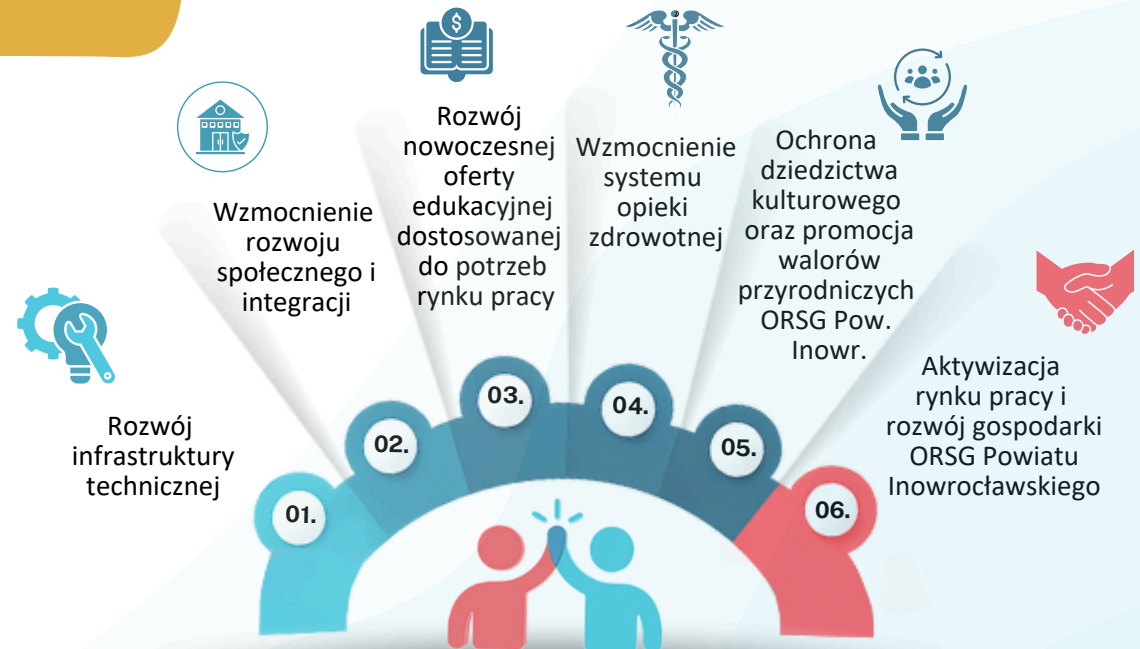 01.
Rozwój
infrastruktury
technicznej
02.
Wzmocnienie
rozwoju
społecznego i
integracji
03.
Rozwój
nowoczesnej
oferty
edukacyjnej
dostosowanej
do potrzeb
rynku pracy
04.
Wzmocnienie
systemu
opieki
zdrowotnej
05.
Ochrona
dziedzictwa
kulturowego
oraz promocja
walorów
przyrodniczych
ORSG Pow.
Inowr.
06.
Aktywizacja
rynku pracy i
rozwój gospodarki
ORSG Powiatu
Inowrocławskiego
$